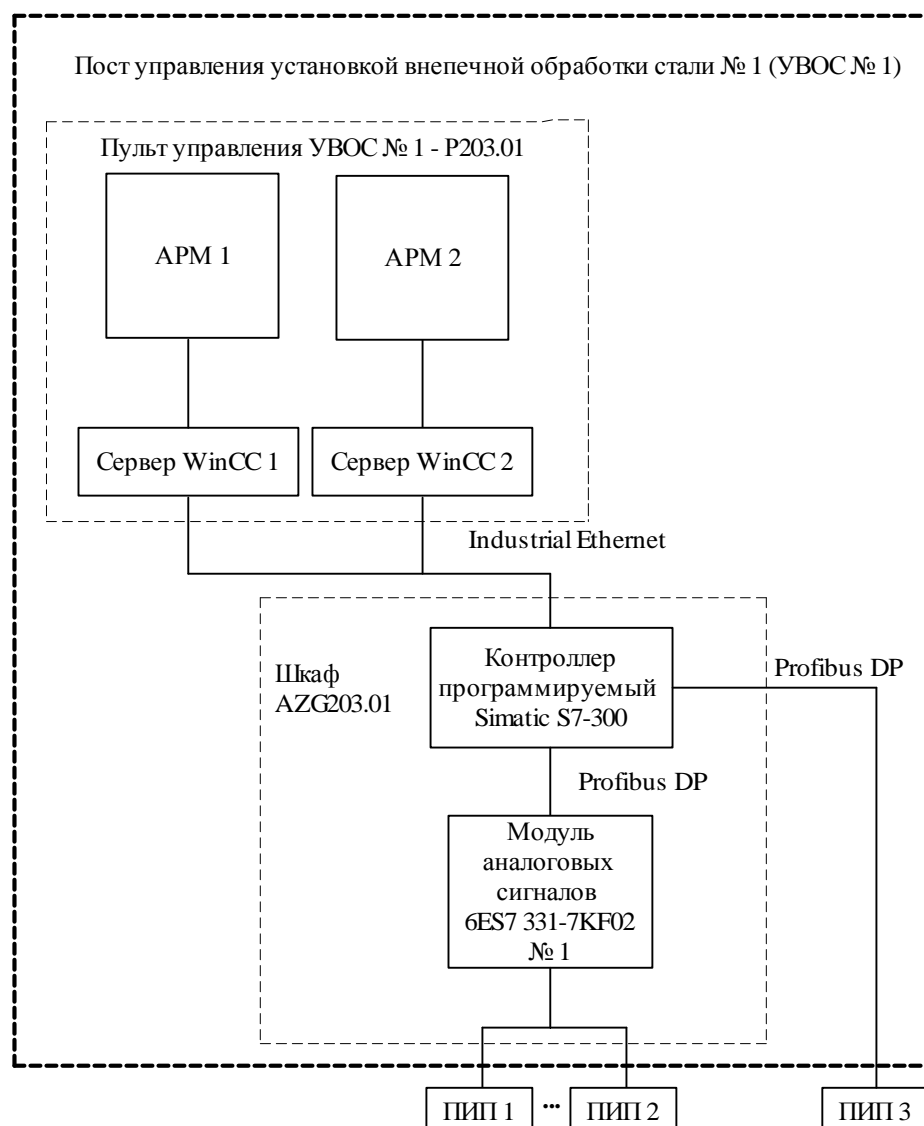 Пост управления установкой внепечной обработки стали № 1 (УВОС № 1)
Пульт управления УВОС № 1 - Р203.01
АРМ 1
АРМ 2
Сервер WinCC 1
Сервер WinCC 2
Industrial Ethernet
Шкаф
AZG203.01
Контроллер
программируемый
Simatic S7-300
Profibus DP
Profibus DP
Модуль
аналоговых
сигналов
6ES7 331-7KF02
№ 1
ПИП 1
...
ПИП 2
ПИП 3